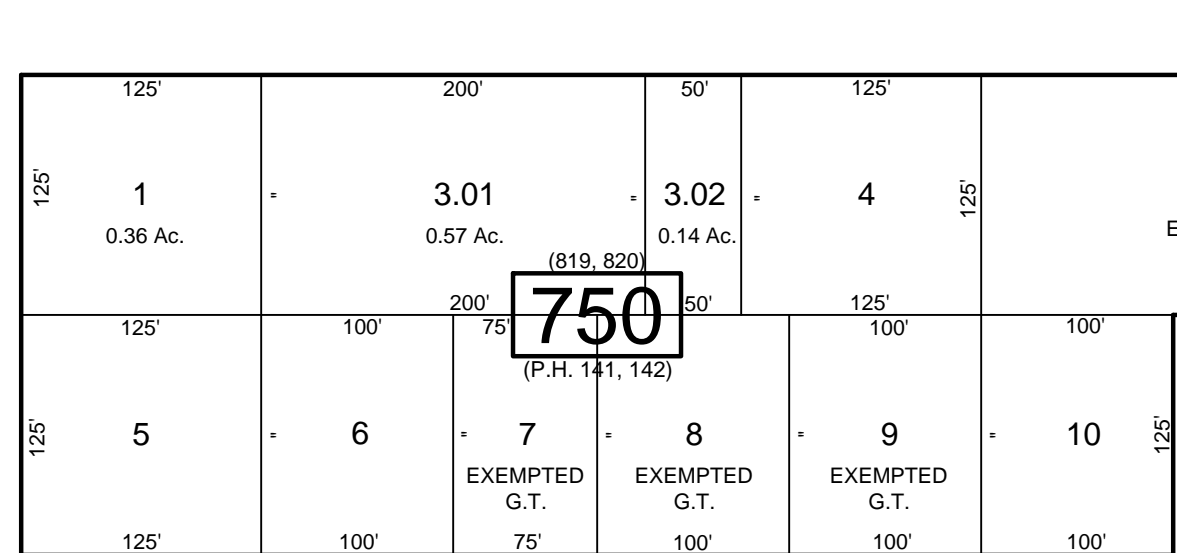 125' 200' 50' 125'
125' 1 = 3.01 = 3.02 = 4 125'
E
0.36 Ac. 0.57 Ac. 0.14 Ac.
(819, 820)
750
200' 50' 125'
125' 100' 75' 100' 100'
(P.H. 141, 142)
125' 5 = 6 = 7 = 8 = 9 = 10 125'
EXEMPTED EXEMPTED EXEMPTED
G.T. G.T. G.T.
125' 100' 75' 100' 100' 100'